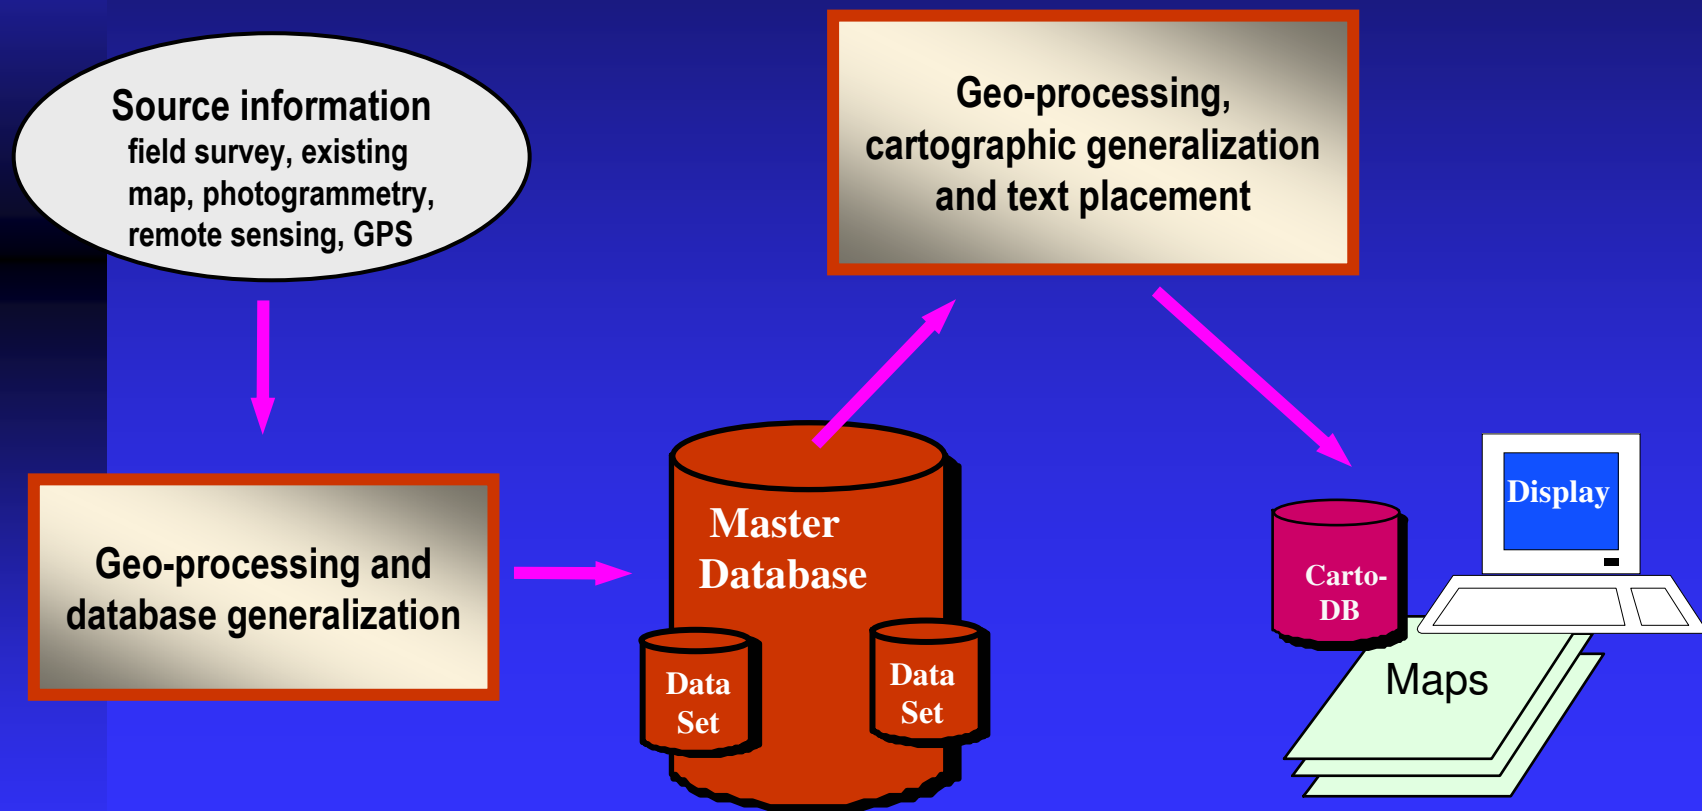 Source information
field survey, existing
map, photogrammetry,
remote sensing, GPS
Geo-processing and
database generalization
Master
Database
Data
Set
Data
Set
Geo-processing,
cartographic generalization
and text placement
Carto-
DB
Display
Maps